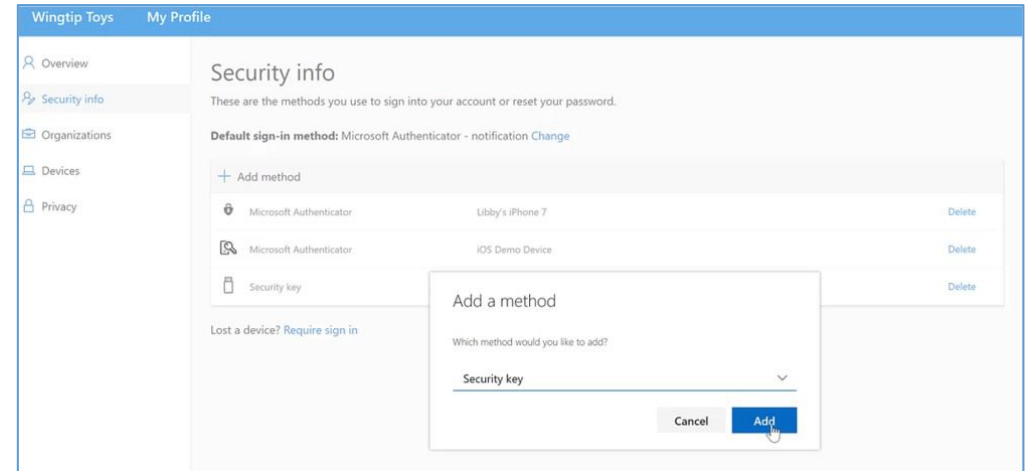 Wingtip Toys My Profile
Overview
Security info
Organizations
Devices
Privacy
Security info
These are the methods you use to sign into your account or reset your password.
Default sign-in method: Microsoft Authenticator - notification Change
Add method
Microsoft Authenticator Libby's iPhone 7 Delete
Microsoft Authenticator iOS Demo Device Delete
Security key Delete
Lost a device? Require sign in
Add a method
Which method would you like to add?
Security key
Cancel Add